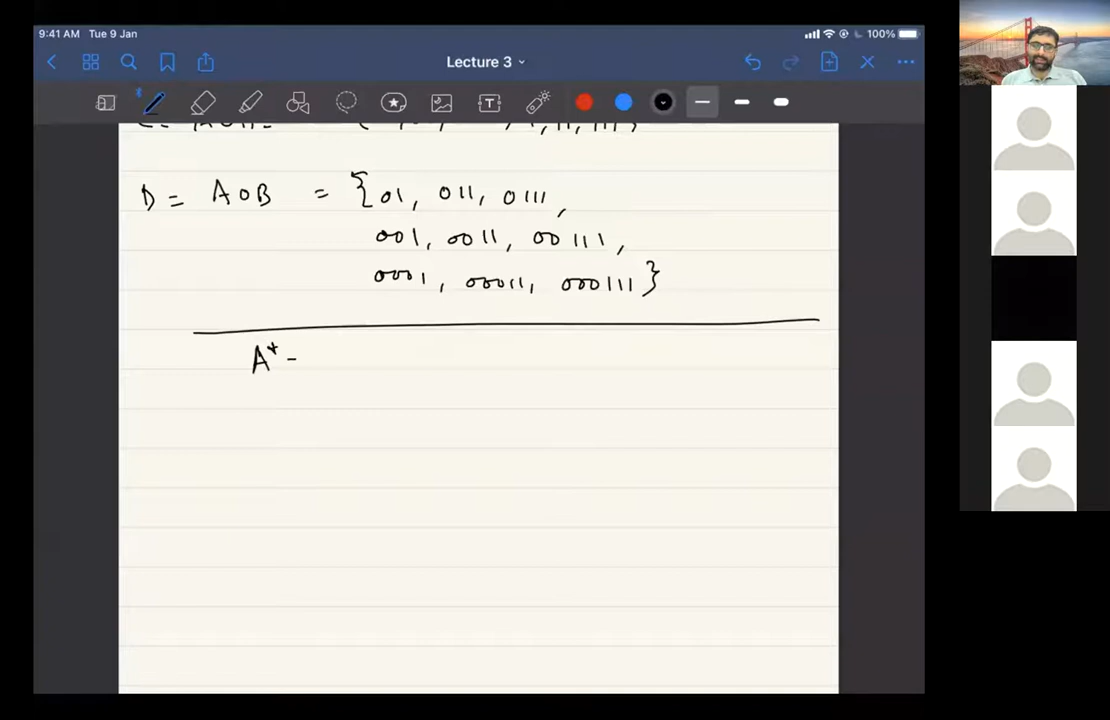 9:41 AM Tue 9 Jan
100%
Lecture 3
D = A o B = { 01, 011, 0111,
001, 0011, 00111,
0001, 00011, 000111 }
A* -